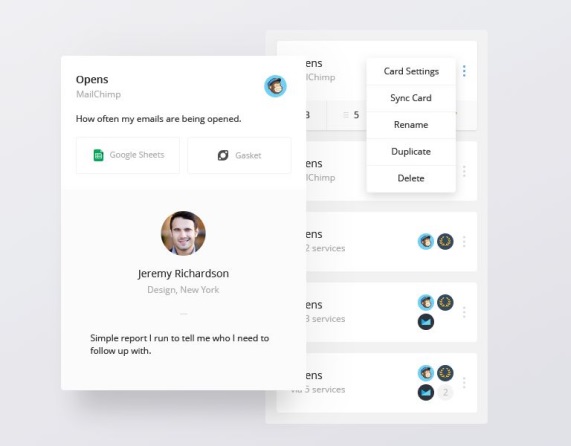 Opens
MailChimp
How often my emails are being opened.
Google Sheets
Gasket
Jeremy Richardson
Design, New York
...
Simple report I run to tell me who I need to
follow up with.
ens
Chimp
3
5
Card Settings
Sync Card
Rename
Duplicate
Delete
ens
Chimp
ens
2 services
ens
3 services
ens
5 services
2